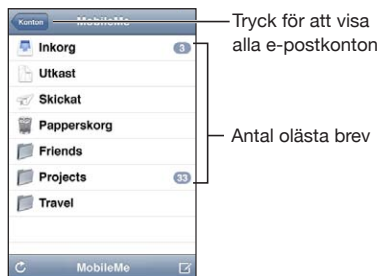 Konton
MobileMe
Tryck för att visa
alla e-postkonton
Inkorg 3
Utkast
Skickat
Papperskorg
Friends
Projects 33
Travel
Antal olästa brev
MobileMe